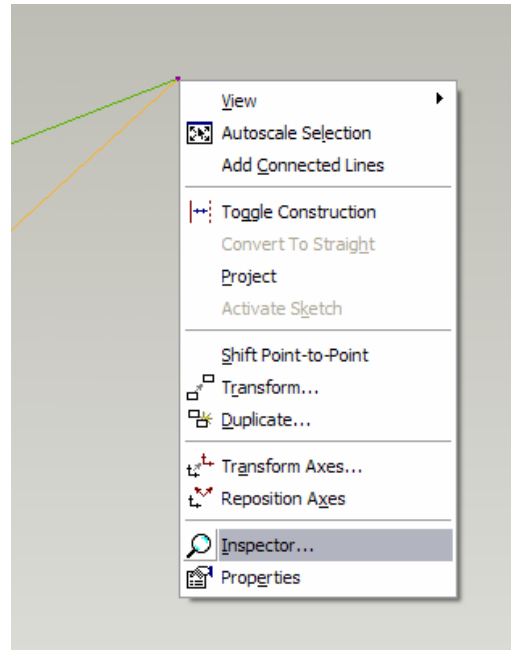 View
Autoscale Selection
Add Connected Lines
Toggle Construction
Convert To Straight
Project
Activate Sketch
Shift Point-to-Point
Transform...
Duplicate...
Transform Axes...
Reposition Axes
Inspector...
Properties